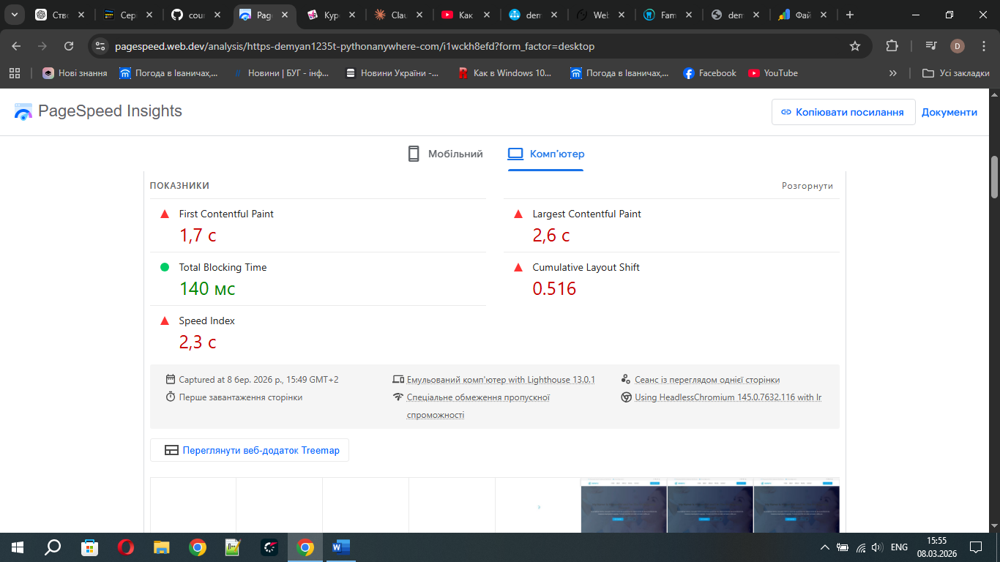 Ство
Сері
cour
Page
Кур
Clau
Как
dem
Web
Fam
dem
Фай
pagespeed.web.dev/analysis/https-demyan1235t-pythonanywhere-com/i1wckh8efd?form_factor=desktop
D
Нові знання
Погода в Іваничах,...
Новини | БУГ - інф...
Новини України -...
Как в Windows 10...
Погода в Іваничах,...
Facebook
YouTube
Усі закладки
PageSpeed Insights
Копіювати посилання
Документи
Мобільний
Комп'ютер
ПОКАЗНИКИ
Розгорнути
First Contentful Paint
1,7 с
Largest Contentful Paint
2,6 с
Total Blocking Time
140 мс
Cumulative Layout Shift
0.516
Speed Index
2,3 с
Captured at 8 бер. 2026 р., 15:49 GMT+2
Емульований комп'ютер with Lighthouse 13.0.1
Сеанс із переглядом однієї сторінки
Перше завантаження сторінки
Спеціальне обмеження пропускної
спроможності
Using HeadlessChromium 145.0.7632.116 with lr
Переглянути веб-додаток Treemap
ENG
15:55
08.03.2026